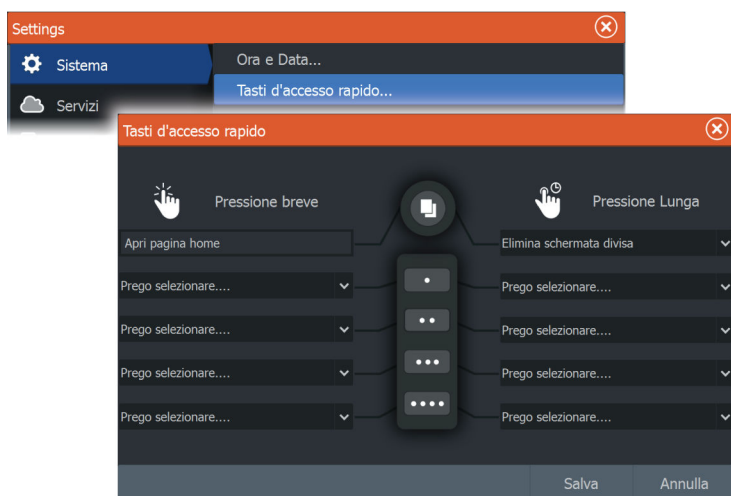 Settings
Sistema
Ora e Data...
Tasti d'accesso rapido...
Servizi
Tasti d'accesso rapido
Pressione breve
Pressione Lunga
Apri pagina home
Elimina schermata divisa
Prego selezionare....
Prego selezionare....
Prego selezionare....
Prego selezionare....
Prego selezionare....
Prego selezionare....
Prego selezionare....
Prego selezionare....
Salva
Annulla